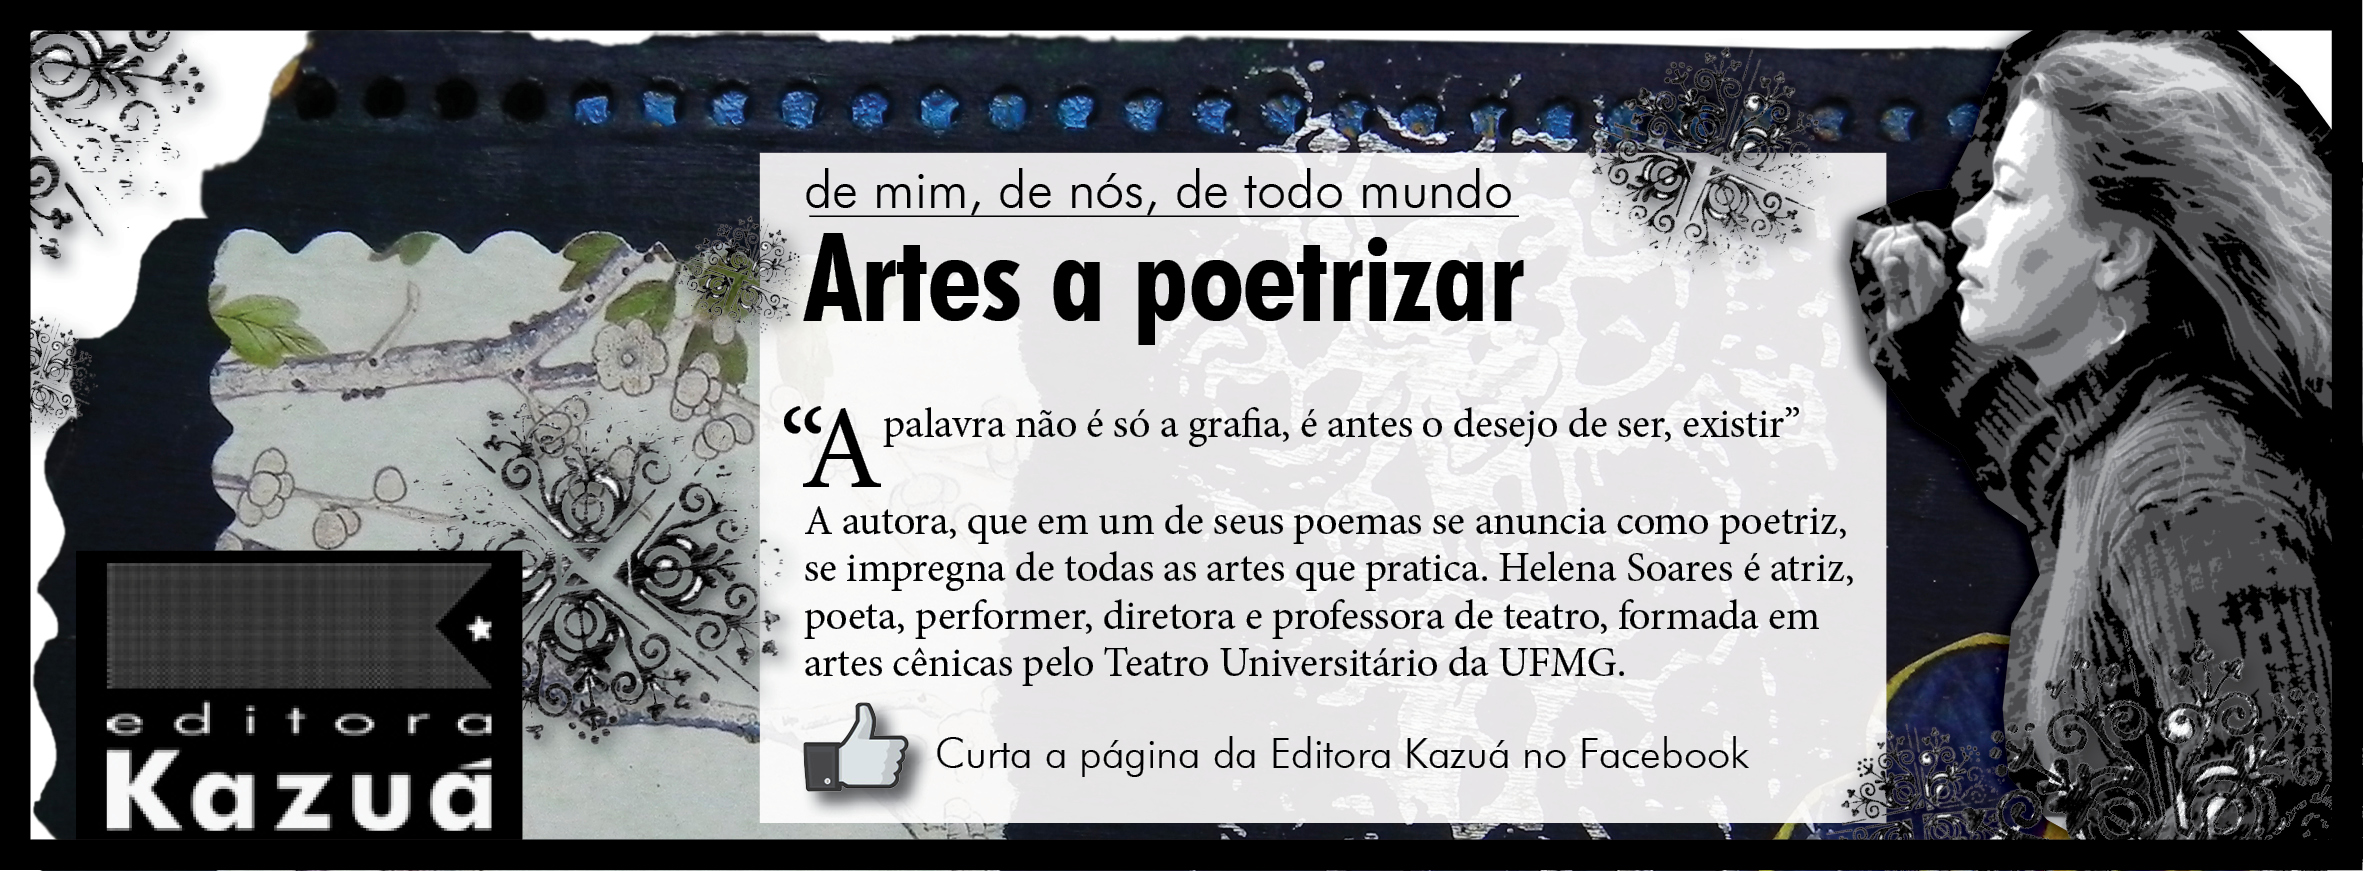 de mim, de nós, de todo mundo
Artes a poetrizar
“A palavra não é só a grafia, é antes o desejo de ser, existir”
A autora, que em um de seus poemas se anuncia como poetriz,
se impregna de todas as artes que pratica. Helena Soares é atriz,
poeta, performer, diretora e professora de teatro, formada em
artes cênicas pelo Teatro Universitário da UFMG.
Curta a página da Editora Kazuá no Facebook
editora
Kazuá